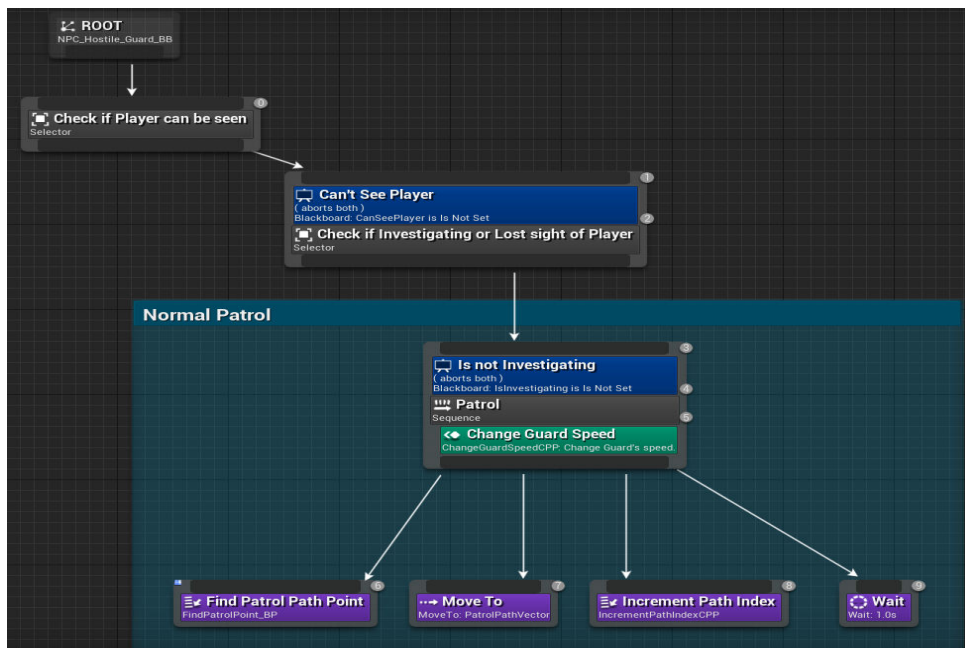 ROOT
NPC_Hostile_Guard_BB
0
Check if Player can be seen
Selector
1
Can't See Player
( aborts both )
Blackboard: CanSeePlayer is Is Not Set
2
Check if Investigating or Lost sight of Player
Selector
Normal Patrol
3
Is not Investigating
( aborts both )
Blackboard: IsInvestigating is Is Not Set
4
Patrol
Sequence
5
Change Guard Speed
ChangeGuardSpeedCPP: Change Guard's speed.
6
Find Patrol Path Point
FindPatrolPoint_BP
7
Move To
MoveTo: PatrolPathVector
8
Increment Path Index
IncrementPathIndexCPP
9
Wait
Wait: 1.0s